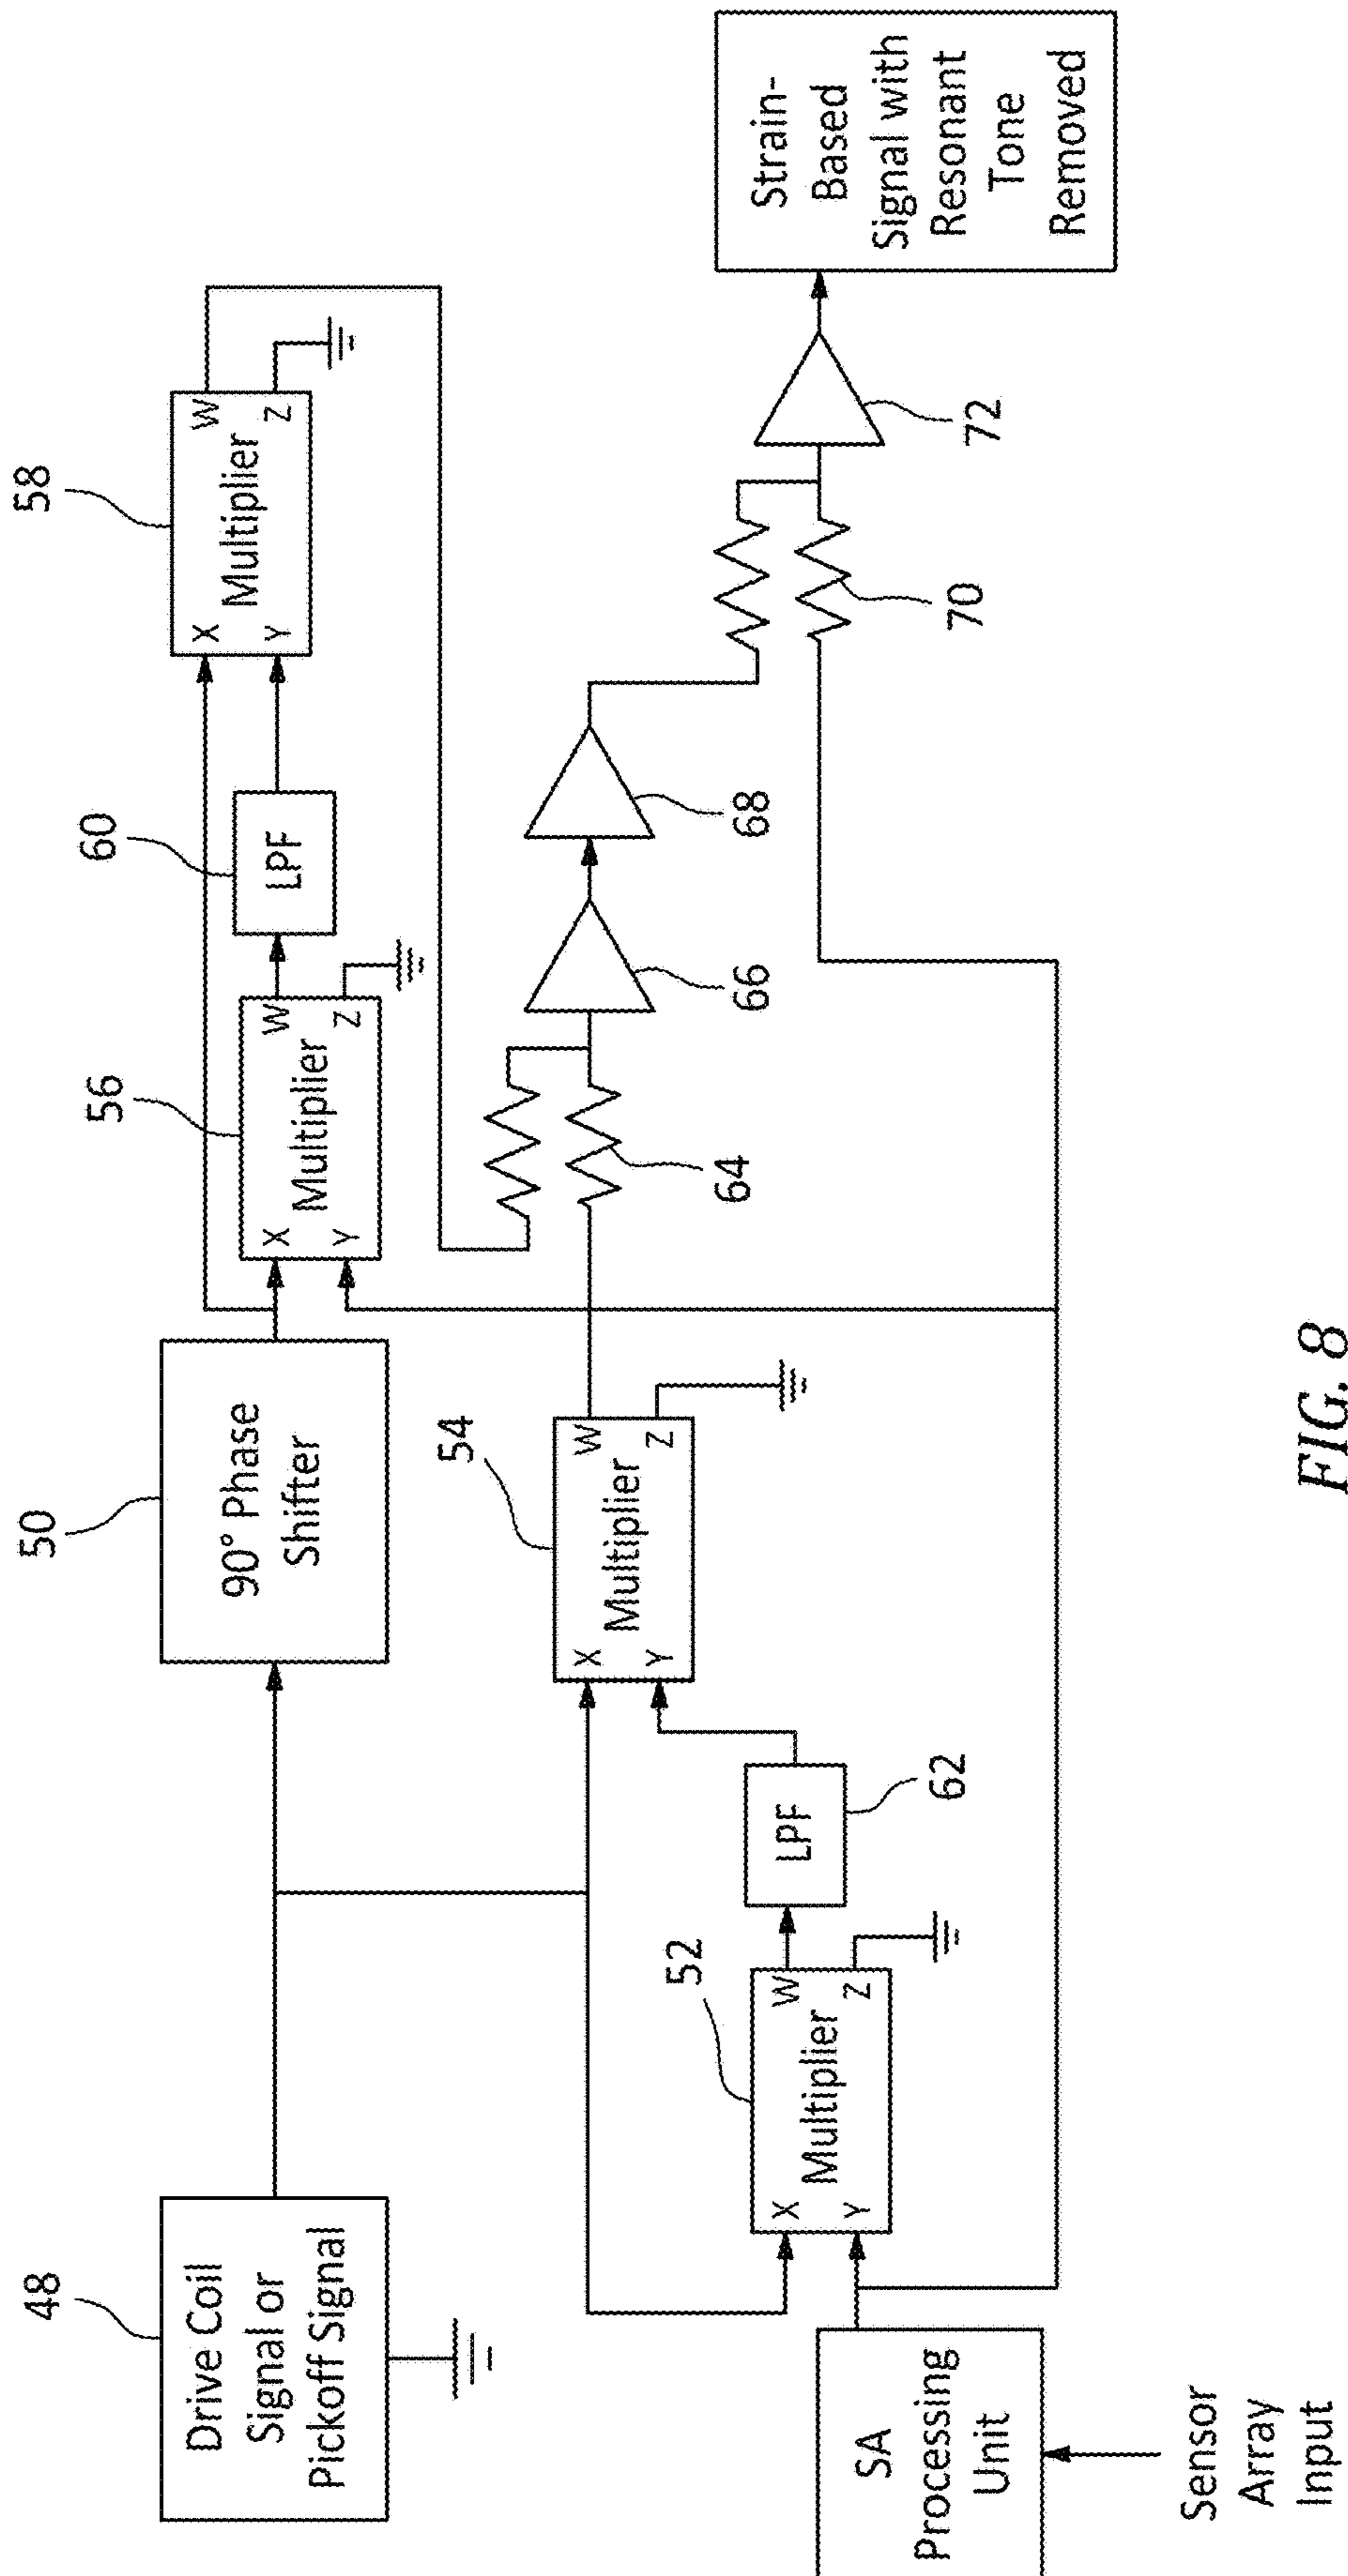 48
Drive Coil
Signal or
Pickoff Signal
50
90° Phase
Shifter
56
X
Y
Multiplier
W
Z
60
LPF
58
X
Y
Multiplier
W
Z
54
X
Y
Multiplier
W
Z
52
X
Y
Multiplier
W
Z
LPF
62
64
66
68
70
72
Strain-
Based
Signal with
Resonant
Tone
Removed
SA
Processing
Unit
Sensor
Array
Input
FIG. 8